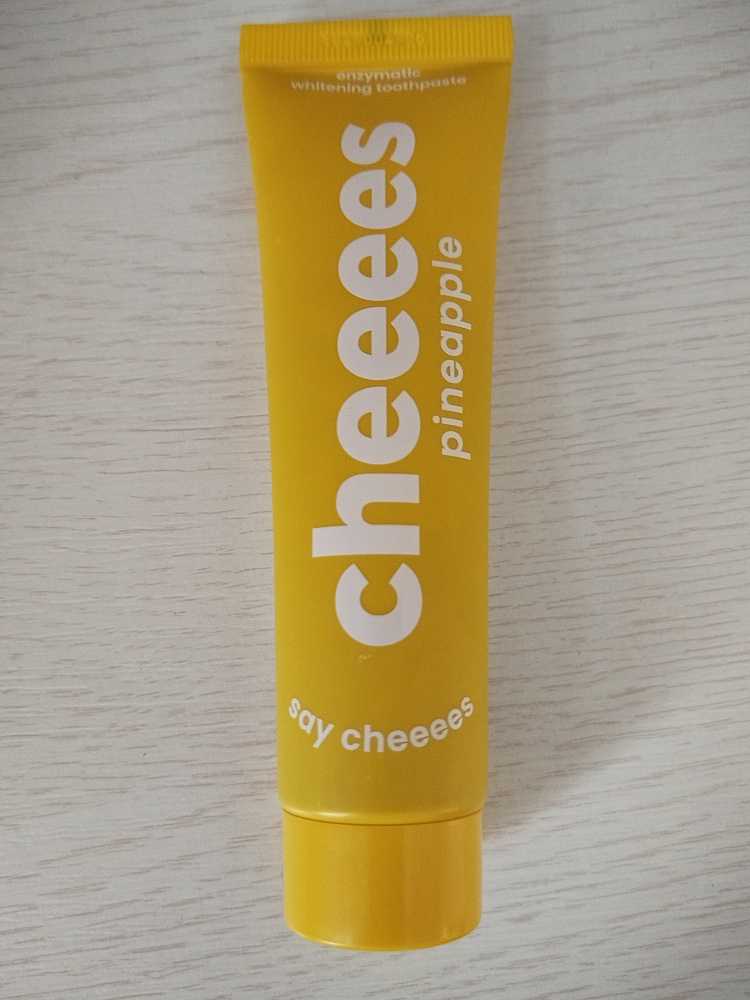 enzymatic
whitening toothpaste
cheeees
pineapple
say cheeees